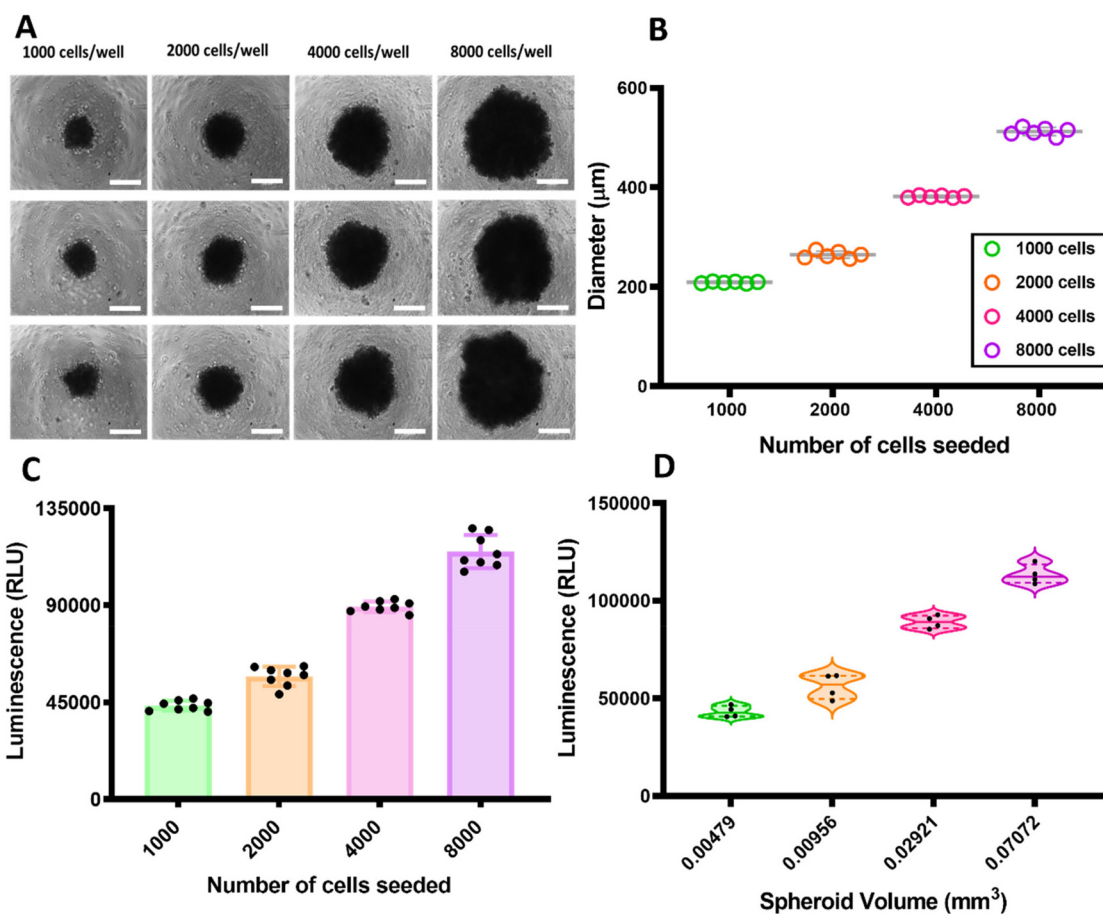 A
1000 cells/well
2000 cells/well
4000 cells/well
8000 cells/well
B
600
400
200
0
Diameter (μm)
1000
2000
4000
8000
Number of cells seeded
1000 cells
2000 cells
4000 cells
8000 cells
C
135000
90000
45000
0
Luminescence (RLU)
1000
2000
4000
8000
Number of cells seeded
D
150000
100000
50000
0
Luminescence (RLU)
0.00479
0.00956
0.02921
0.07072
Spheroid Volume (mm³)